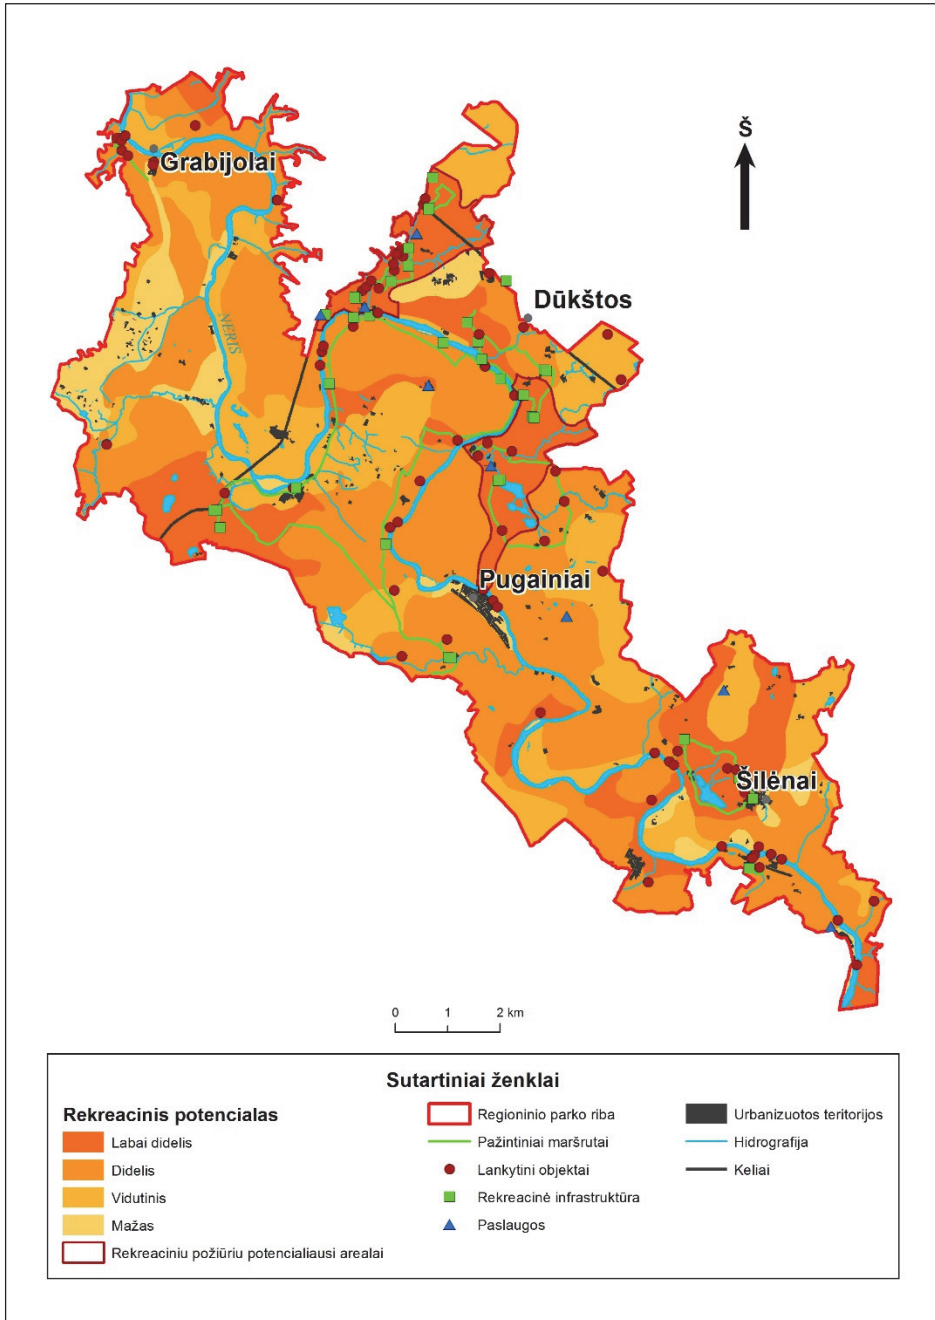 Š
Grabijolai
Dūkštos
NERIS
Pugainiai
Šilėnai
0 1 2 km
Sutartiniai ženklai
Rekreacinis potencialas
Labai didelis
Didelis
Vidutinis
Mažas
Rekreaciniu požiūriu potencialiausi arealai
Regioninio parko riba
Pažintiniai maršrutai
Lankytini objektai
Rekreacinė infrastruktūra
Paslaugos
Urbanizuotos teritorijos
Hidrografija
Keliai